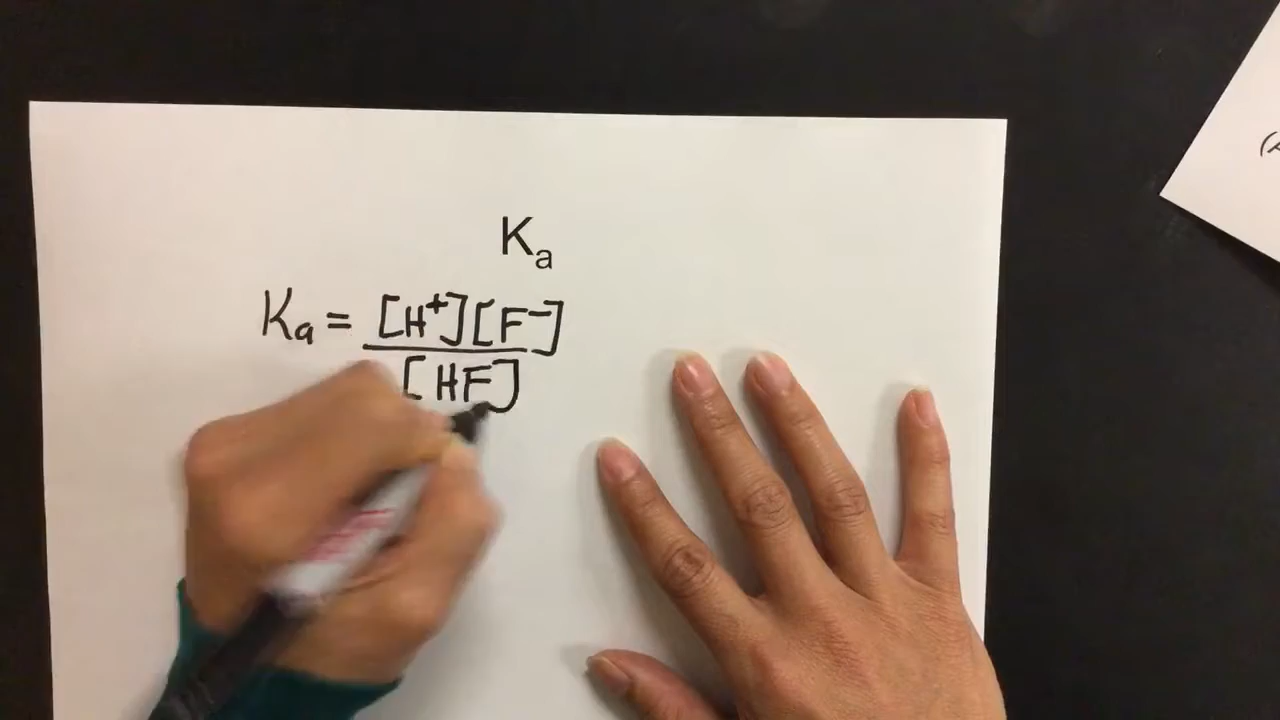 Kₐ
Kₐ = [H⁺][F⁻]
[HF]